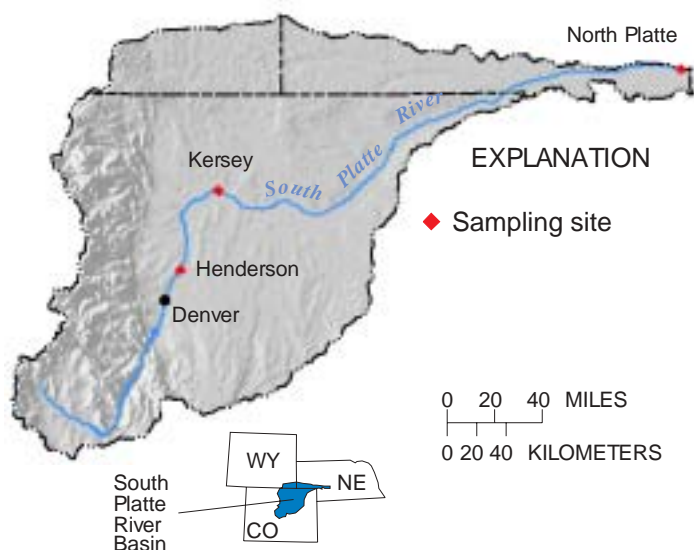 North Platte
South Platte River
Kersey
EXPLANATION
Sampling site
Henderson
Denver
0 20 40 MILES
0 20 40 KILOMETERS
WY
NE
CO
South
Platte
River
Basin